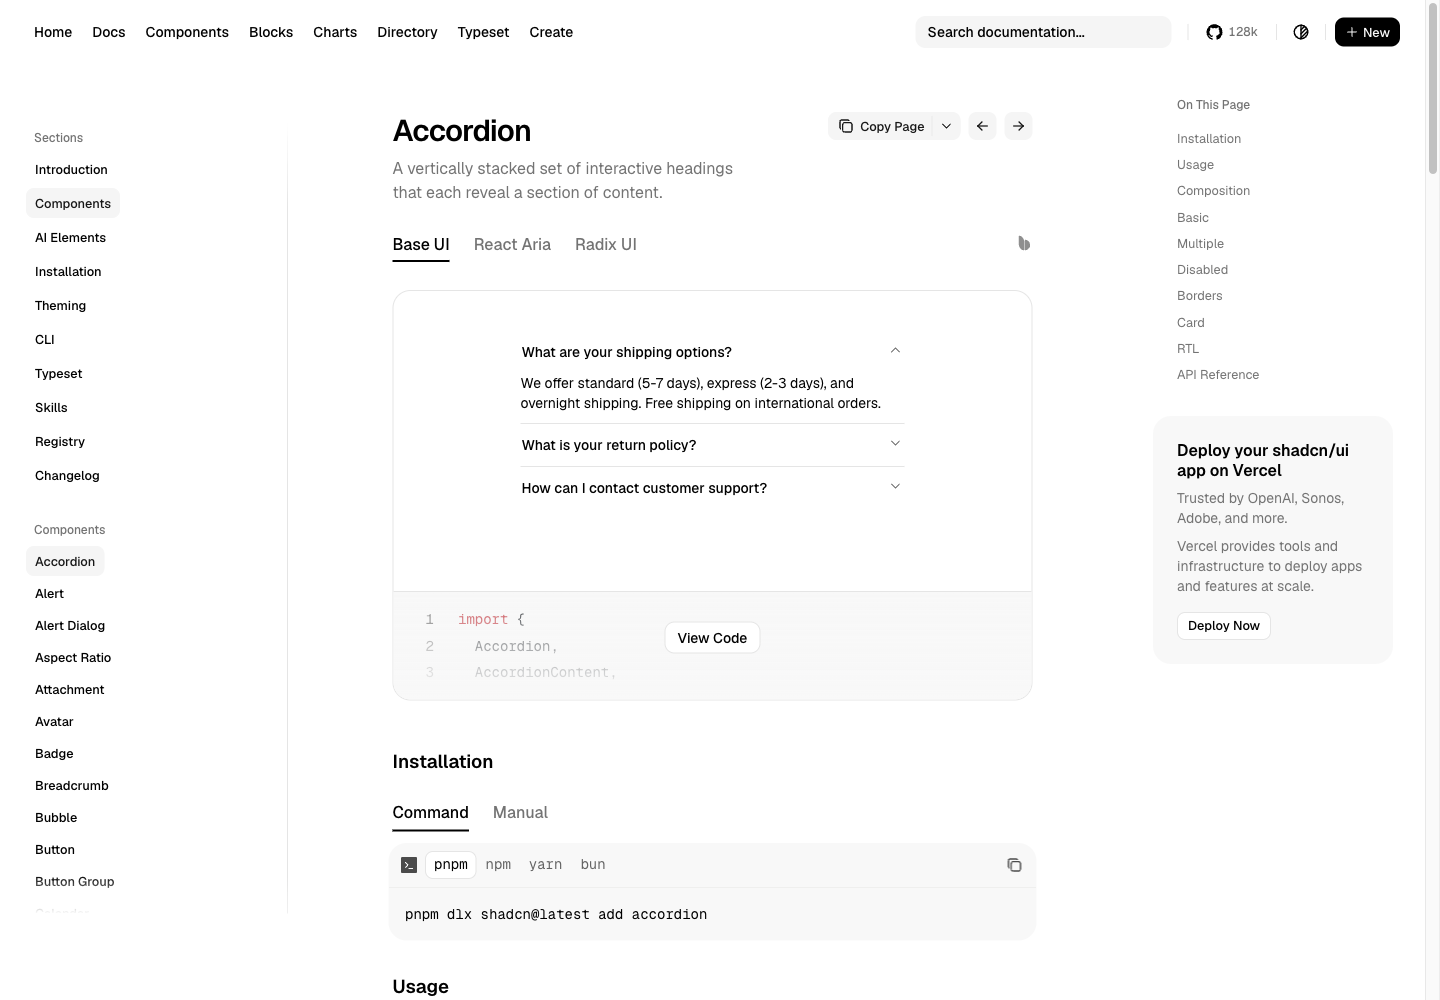 Home Docs Components Blocks Charts Directory Typeset Create
Search documentation...
128k
New
Sections
Introduction
Components
AI Elements
Installation
Theming
CLI
Typeset
Skills
Registry
Changelog
Components
Accordion
Alert
Alert Dialog
Aspect Ratio
Attachment
Avatar
Badge
Breadcrumb
Bubble
Button
Button Group
Accordion
Copy Page
A vertically stacked set of interactive headings
that each reveal a section of content.
Base UI React Aria Radix UI
What are your shipping options?
We offer standard (5-7 days), express (2-3 days), and
overnight shipping. Free shipping on international orders.
What is your return policy?
How can I contact customer support?
1 import {
2 Accordion,
3 AccordionContent,
View Code
Installation
Command Manual
pnpm npm yarn bun
pnpm dlx shadcn@latest add accordion
Usage
On This Page
Installation
Usage
Composition
Basic
Multiple
Disabled
Borders
Card
RTL
API Reference
Deploy your shadcn/ui
app on Vercel
Trusted by OpenAI, Sonos,
Adobe, and more.
Vercel provides tools and
infrastructure to deploy apps
and features at scale.
Deploy Now